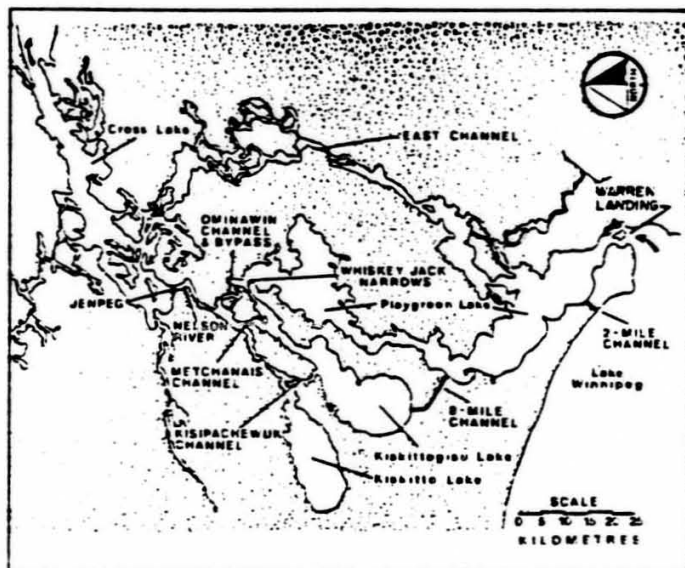 Cross Lake
EAST CHANNEL
NORTH
WARREN
LANDING
OMINAWIN
CHANNEL
& BYPASS
WHISKEY JACK
NARROWS
Playgreen Lake
JENPEG
NELSON
RIVER
2-MILE
CHANNEL
METCHANAIS
CHANNEL
Lake
Winnipeg
8-MILE
CHANNEL
KISIPACHEWUK
CHANNEL
Kiskittogisu Lake
Kiskitto Lake
SCALE
0 5 10 15 20 25
KILOMETRES